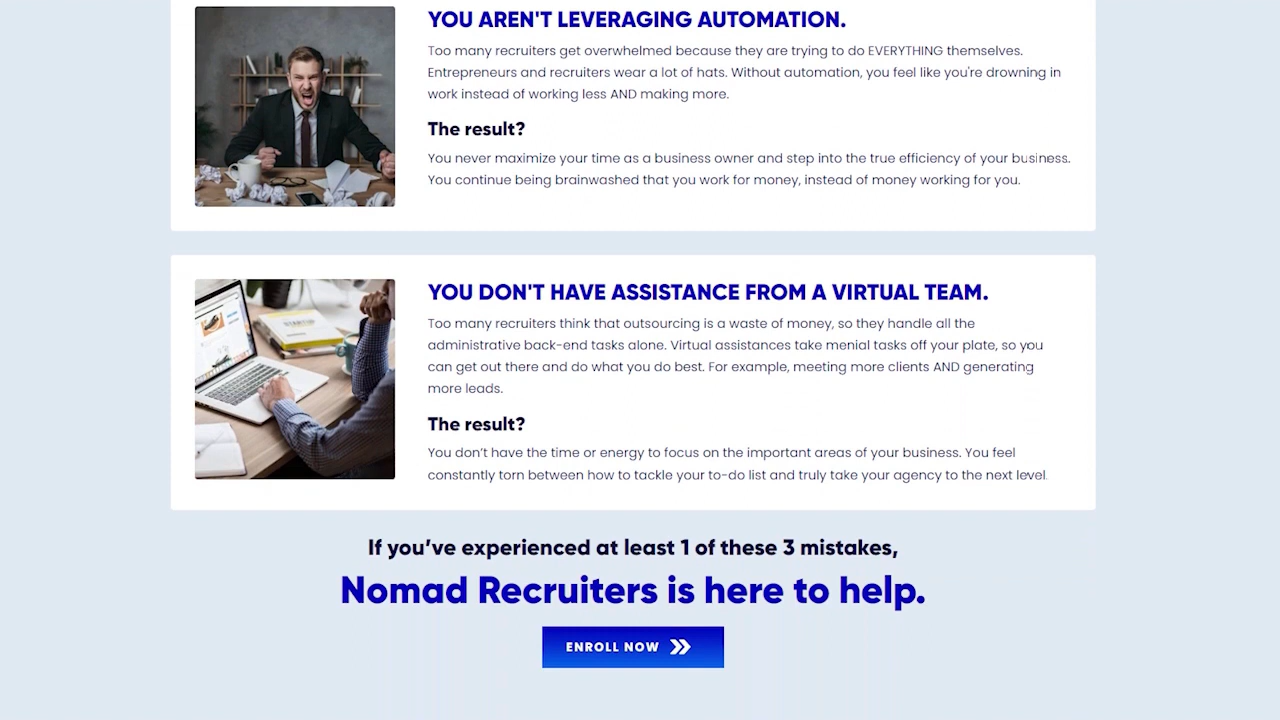 YOU AREN'T LEVERAGING AUTOMATION.
Too many recruiters get overwhelmed because they are trying to do EVERYTHING themselves.
Entrepreneurs and recruiters wear a lot of hats. Without automation, you feel like you're drowning in
work instead of working less AND making more.
The result?
You never maximize your time as a business owner and step into the true efficiency of your business.
You continue being brainwashed that you work for money, instead of money working for you.
YOU DON'T HAVE ASSISTANCE FROM A VIRTUAL TEAM.
Too many recruiters think that outsourcing is a waste of money, so they handle all the
administrative back-end tasks alone. Virtual assistances take menial tasks off your plate, so you
can get out there and do what you do best. For example, meeting more clients AND generating
more leads.
The result?
You don't have the time or energy to focus on the important areas of your business. You feel
constantly torn between how to tackle your to-do list and truly take your agency to the next level.
If you've experienced at least 1 of these 3 mistakes,
Nomad Recruiters is here to help.
ENROLL NOW